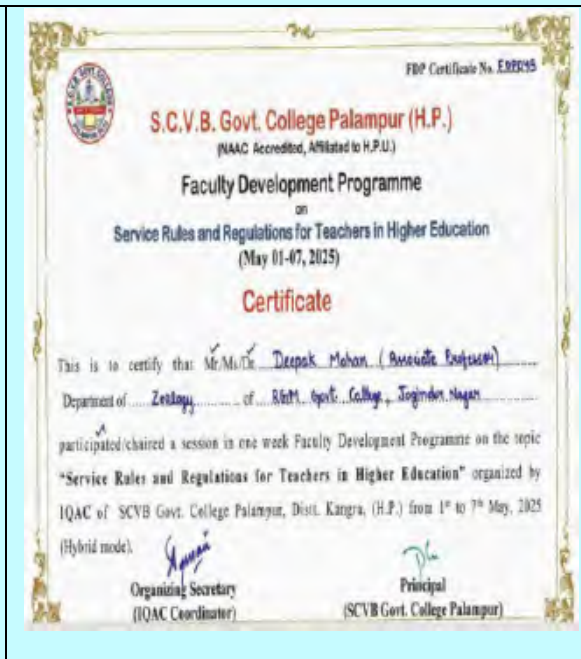 FDP Certificate No. FDP045
S.C.V.B. Govt. College Palampur (H.P.)
(NAAC Accredited, Affiliated to H.P.U.)
Faculty Development Programme
on
Service Rules and Regulations for Teachers in Higher Education
(May 01-07, 2025)
Certificate
This is to certify that Mr/Ms/Dr. Deepak Mohan (Associate Professor)
Department of Zoology of RGM Govt. College, Joginder Nagar
participated/chaired a session in one week Faculty Development Programme on the topic
"Service Rules and Regulations for Teachers in Higher Education" organized by
IQAC of SCVB Govt. College Palampur, Distt. Kangra, (H.P.) from 1st to 7th May, 2025
(Hybrid mode).
Organizing Secretary
(IQAC Coordinator)
Principal
(SCVB Govt. College Palampur)